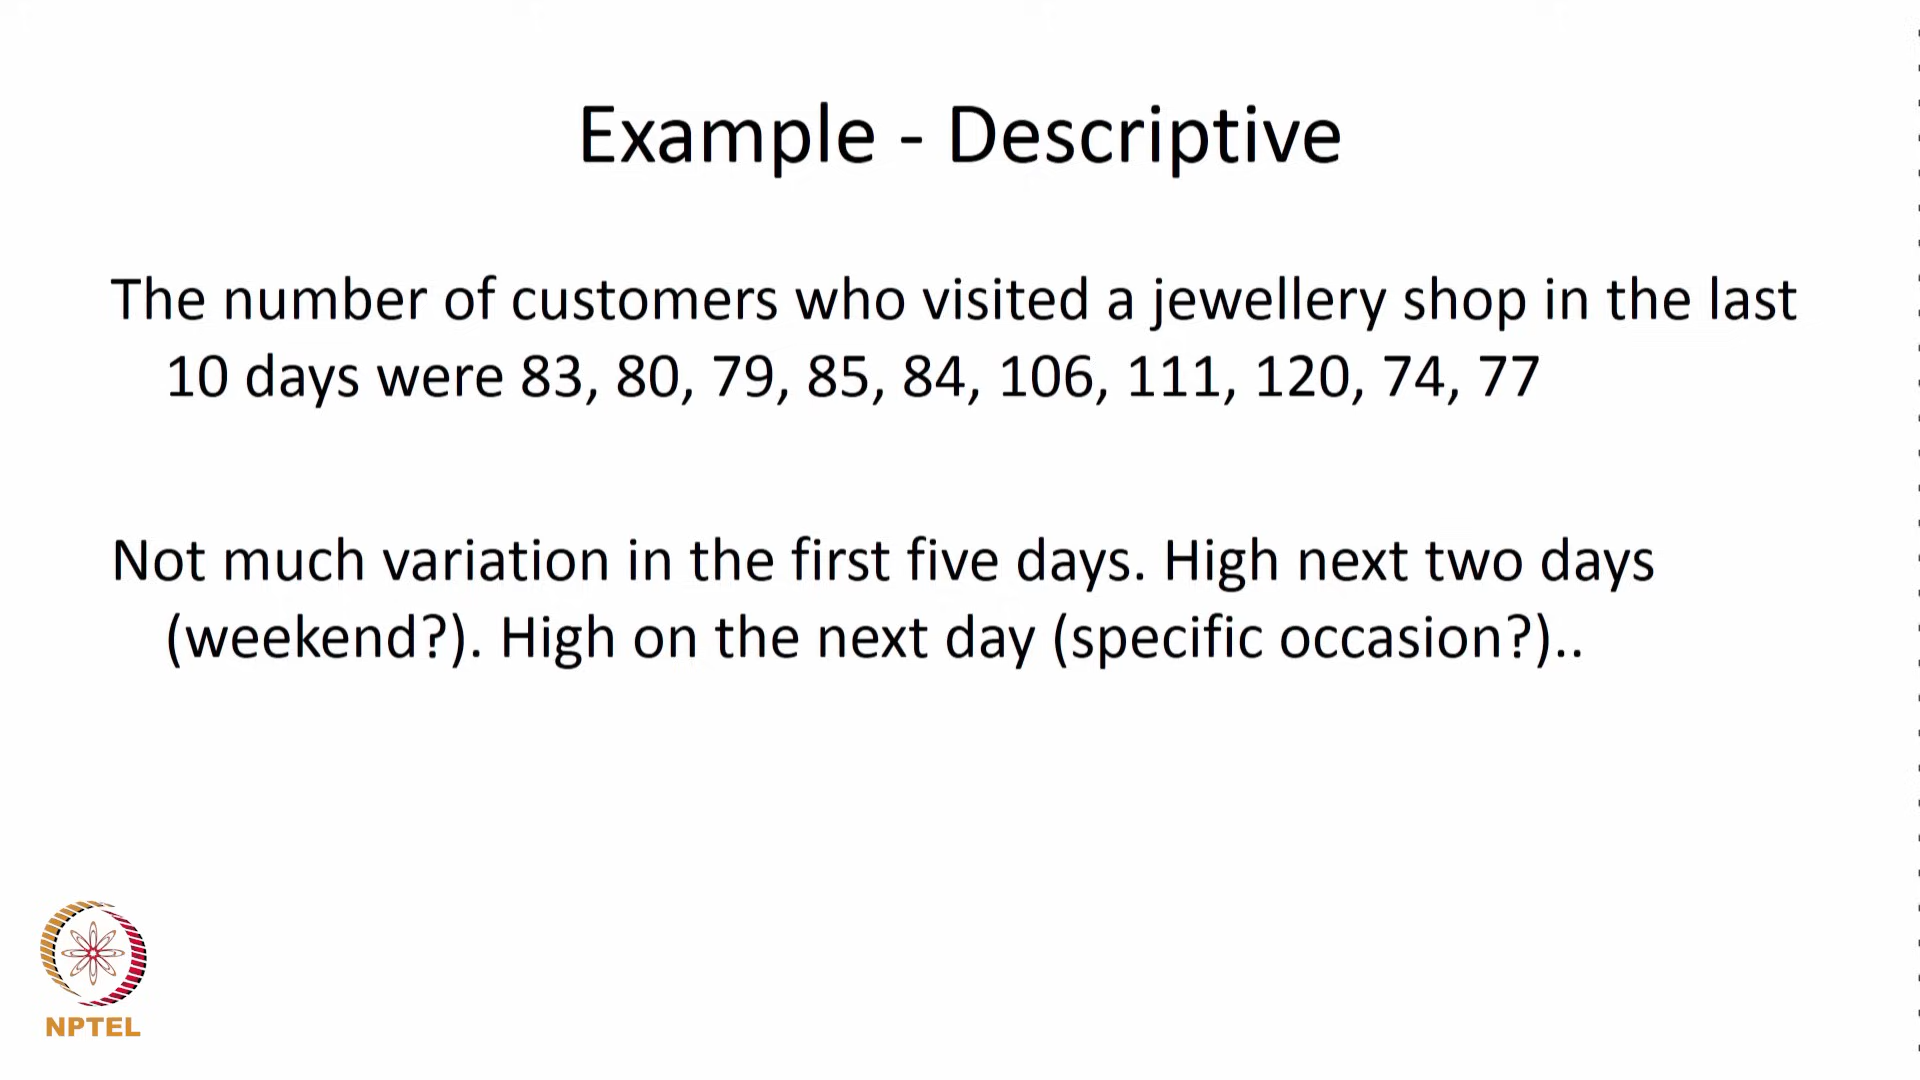 Example - Descriptive
The number of customers who visited a jewellery shop in the last
10 days were 83, 80, 79, 85, 84, 106, 111, 120, 74, 77
Not much variation in the first five days. High next two days
(weekend?). High on the next day (specific occasion?)..
NPTEL